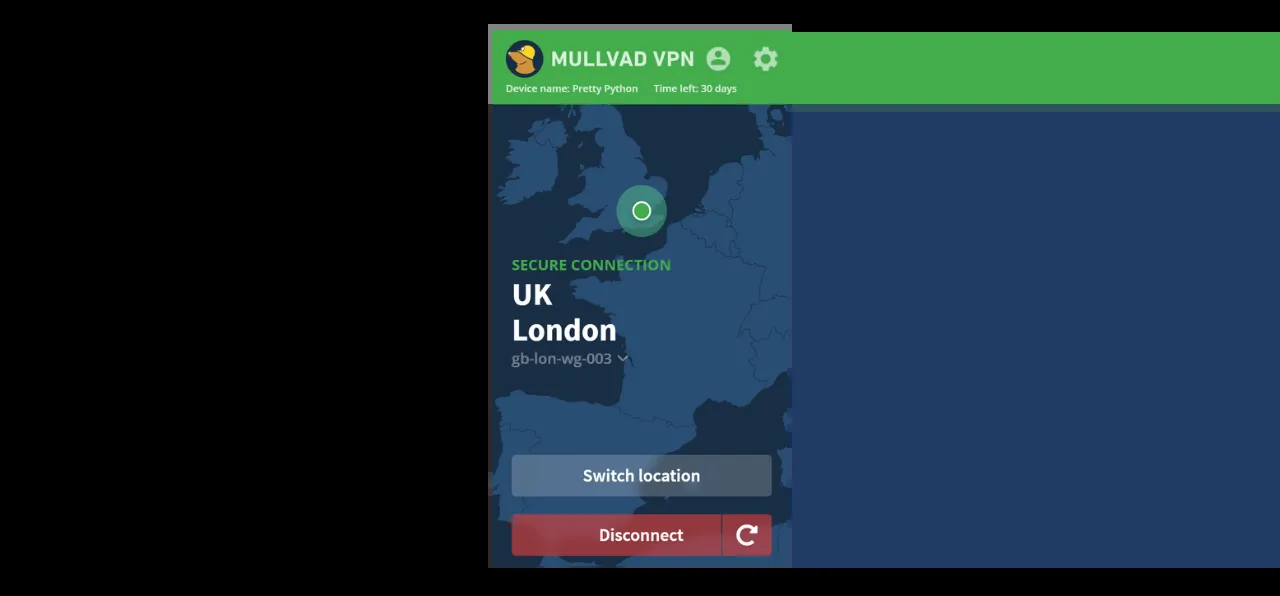 MULLVAD VPN
Device name: Pretty Python Time left: 30 days
SECURE CONNECTION
UK
London
gb-lon-wg-003
Switch location
Disconnect